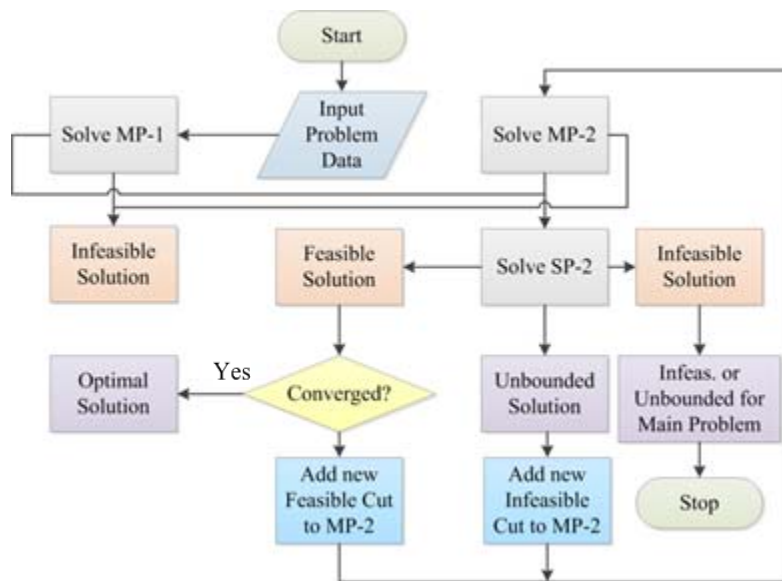 Start
Input
Problem
Data
Solve MP-1
Solve MP-2
Infeasible
Solution
Feasible
Solution
Solve SP-2
Infeasible
Solution
Optimal
Solution
Yes
Converged?
Unbounded
Solution
Infeas. or
Unbounded for
Main Problem
Add new
Feasible Cut
to MP-2
Add new
Infeasible
Cut to MP-2
Stop